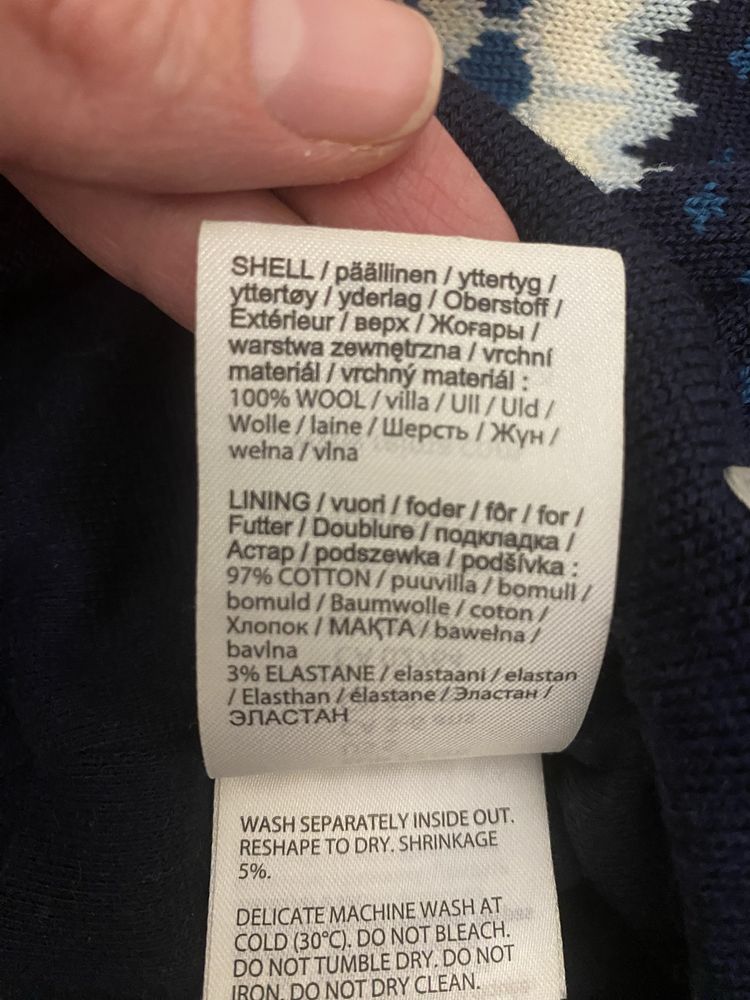 SHELL / päällinen / yttertyg /
yttertøy / yderlag / Oberstoff /
Extérieur / верх / Жоғары /
warstwa zewnętrzna / vrchní
materiál / vrchný materiál :
100% WOOL / villa / Ull / Uld /
Wolle / laine / Шерсть / Жүн /
wełna / vlna
LINING / vuori / foder / fôr / for /
Futter / Doublure / подкладка /
Астар / podszewka / podšívka :
97% COTTON / puuvilla / bomull /
bomuld / Baumwolle / coton /
Хлопок / МАҚТА / bawełna /
bavlna
3% ELASTANE / elastaani / elastan
/ Elasthan / élastane / Эластан /
ЭЛАСТАН
WASH SEPARATELY INSIDE OUT.
RESHAPE TO DRY. SHRINKAGE
5%.
DELICATE MACHINE WASH AT
COLD (30°C). DO NOT BLEACH.
DO NOT TUMBLE DRY. DO NOT
IRON. DO NOT DRY CLEAN.